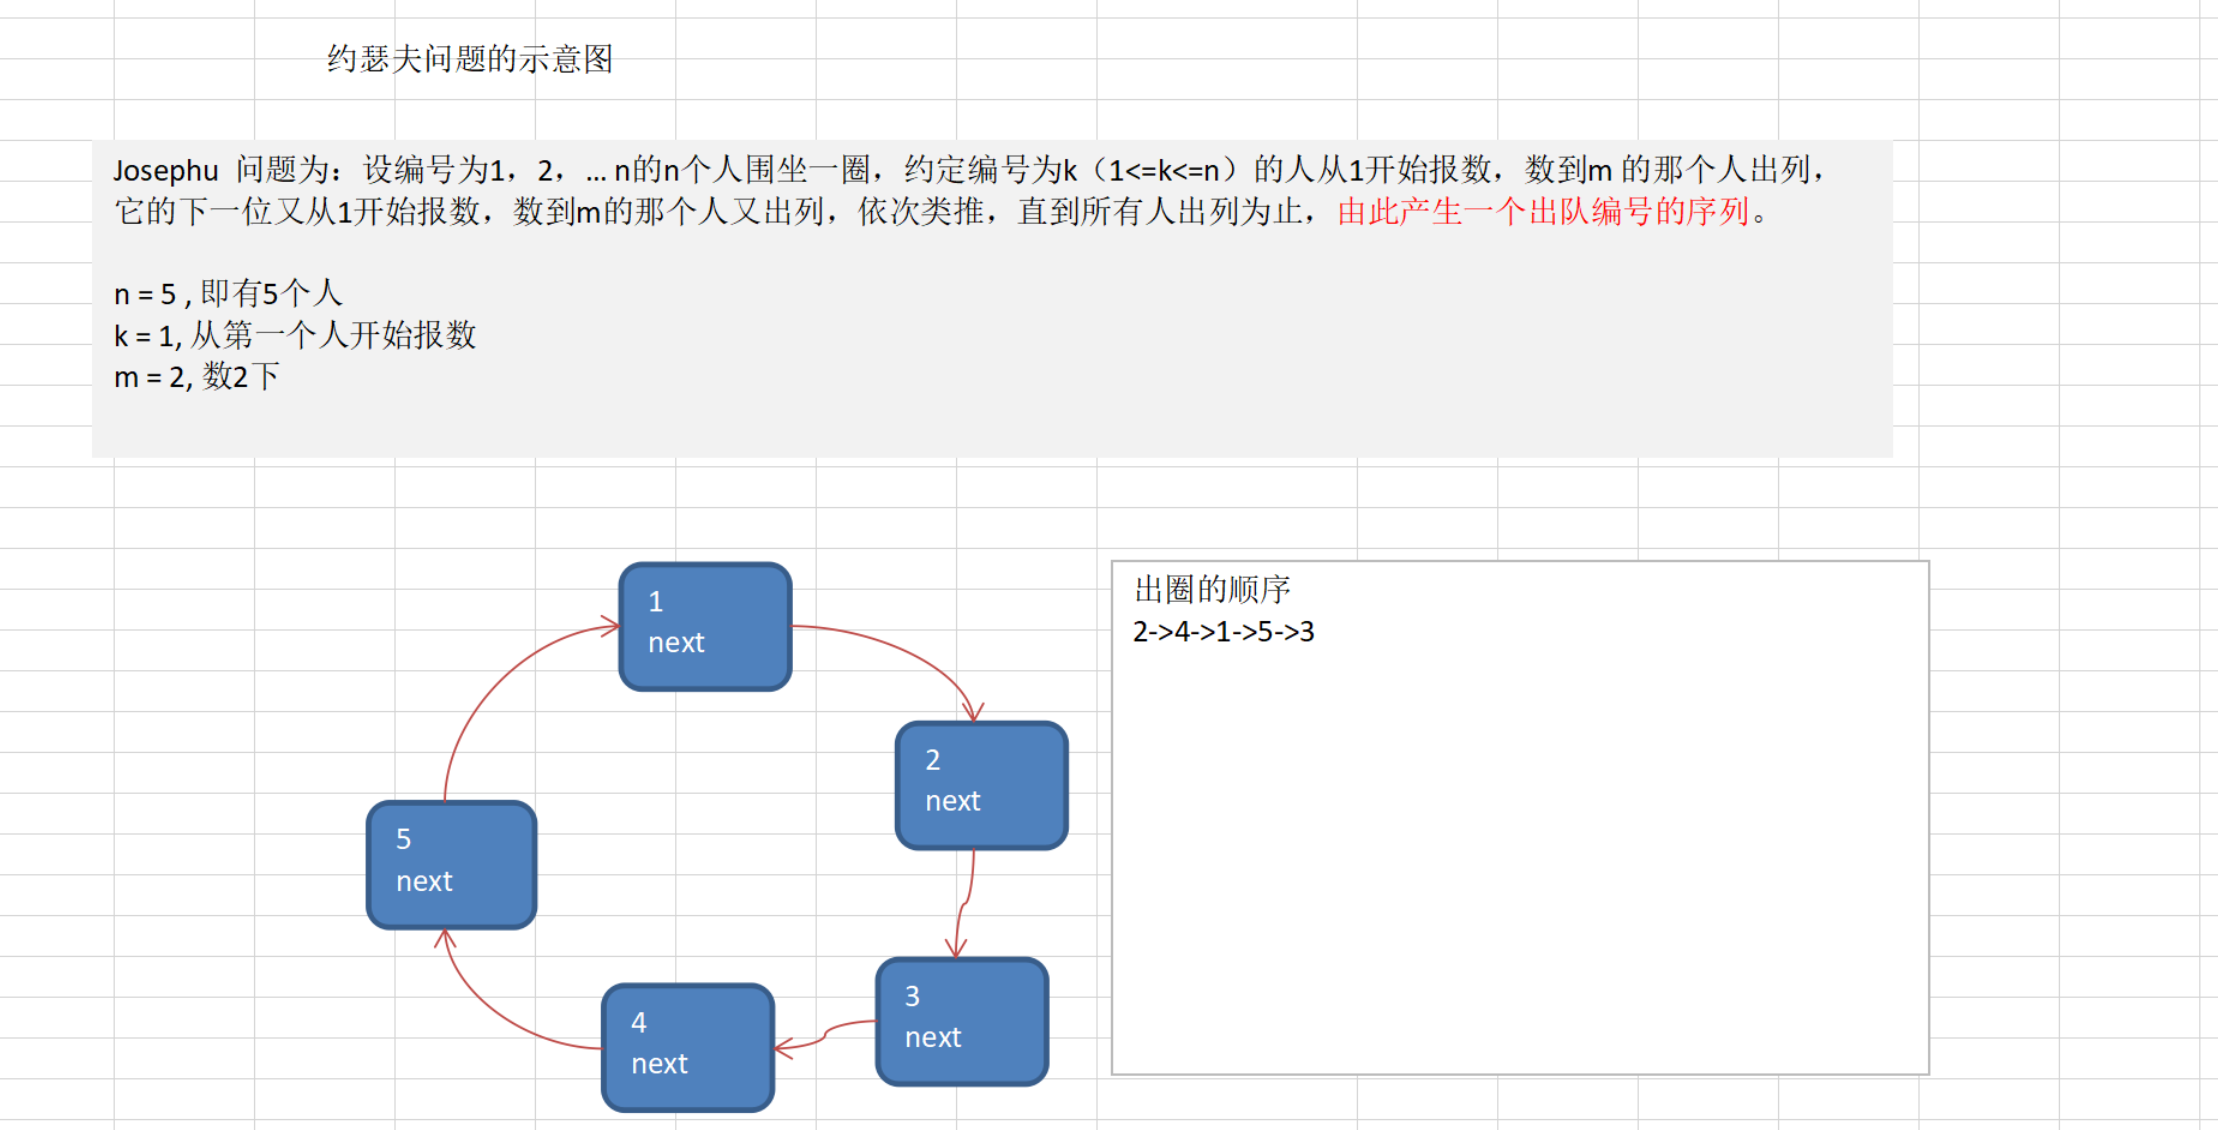 约瑟夫问题的示意图
Josephu 问题为：设编号为1，2，… n的n个人围坐一圈，约定编号为k（1<=k<=n）的人从1开始报数，数到m 的那个人出列，
它的下一位又从1开始报数，数到m的那个人又出列，依次类推，直到所有人出列为止，由此产生一个出队编号的序列。
n = 5 , 即有5个人
k = 1, 从第一个人开始报数
m = 2, 数2下
出圈的顺序
2->4->1->5->3
1
next
2
next
5
next
3
next
4
next